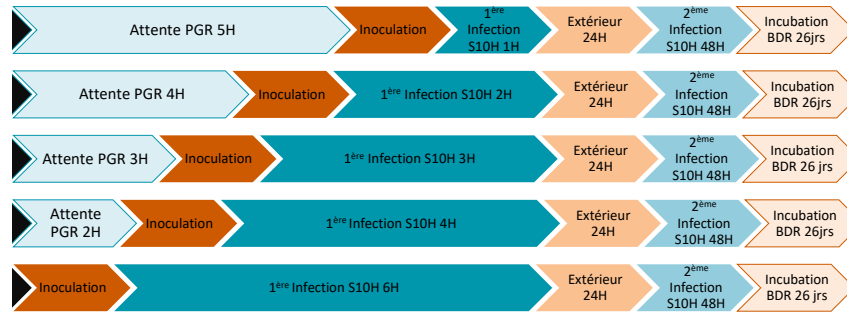 Attente PGR 5H
Inoculation
1ère
Infection
S10H 1H
Extérieur
24H
2ème
Infection
S10H 48H
Incubation
BDR 26jrs
Attente PGR 4H
Inoculation
1ère Infection S10H 2H
Extérieur
24H
2ème
Infection
S10H 48H
Incubation
BDR 26jrs
Attente PGR 3H
Inoculation
1ère Infection S10H 3H
Extérieur
24H
2ème
Infection
S10H 48H
Incubation
BDR 26 jrs
Attente
PGR 2H
Inoculation
1ère Infection S10H 4H
Extérieur
24H
2ème
Infection
S10H 48H
Incubation
BDR 26jrs
Inoculation
1ère Infection S10H 6H
Extérieur
24H
2ème
Infection
S10H 48H
Incubation
BDR 26 jrs